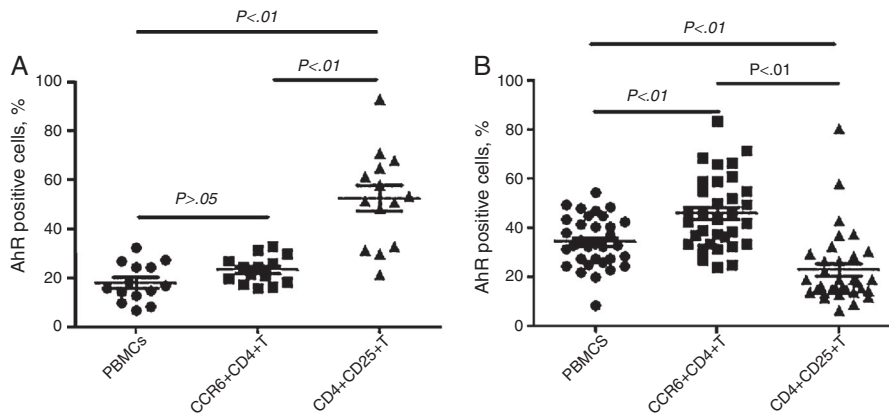 P<.01
A
P<.01
P>.05
AhR positive cells, %
100
80
60
40
20
0
PBMCs
CCR6+CD4+T
CD4+CD25+T
P<.01
B
P<.01
P<.01
AhR positive cells, %
100
80
60
40
20
0
PBMCS
CCR6+CD4+T
CD4+CD25+T